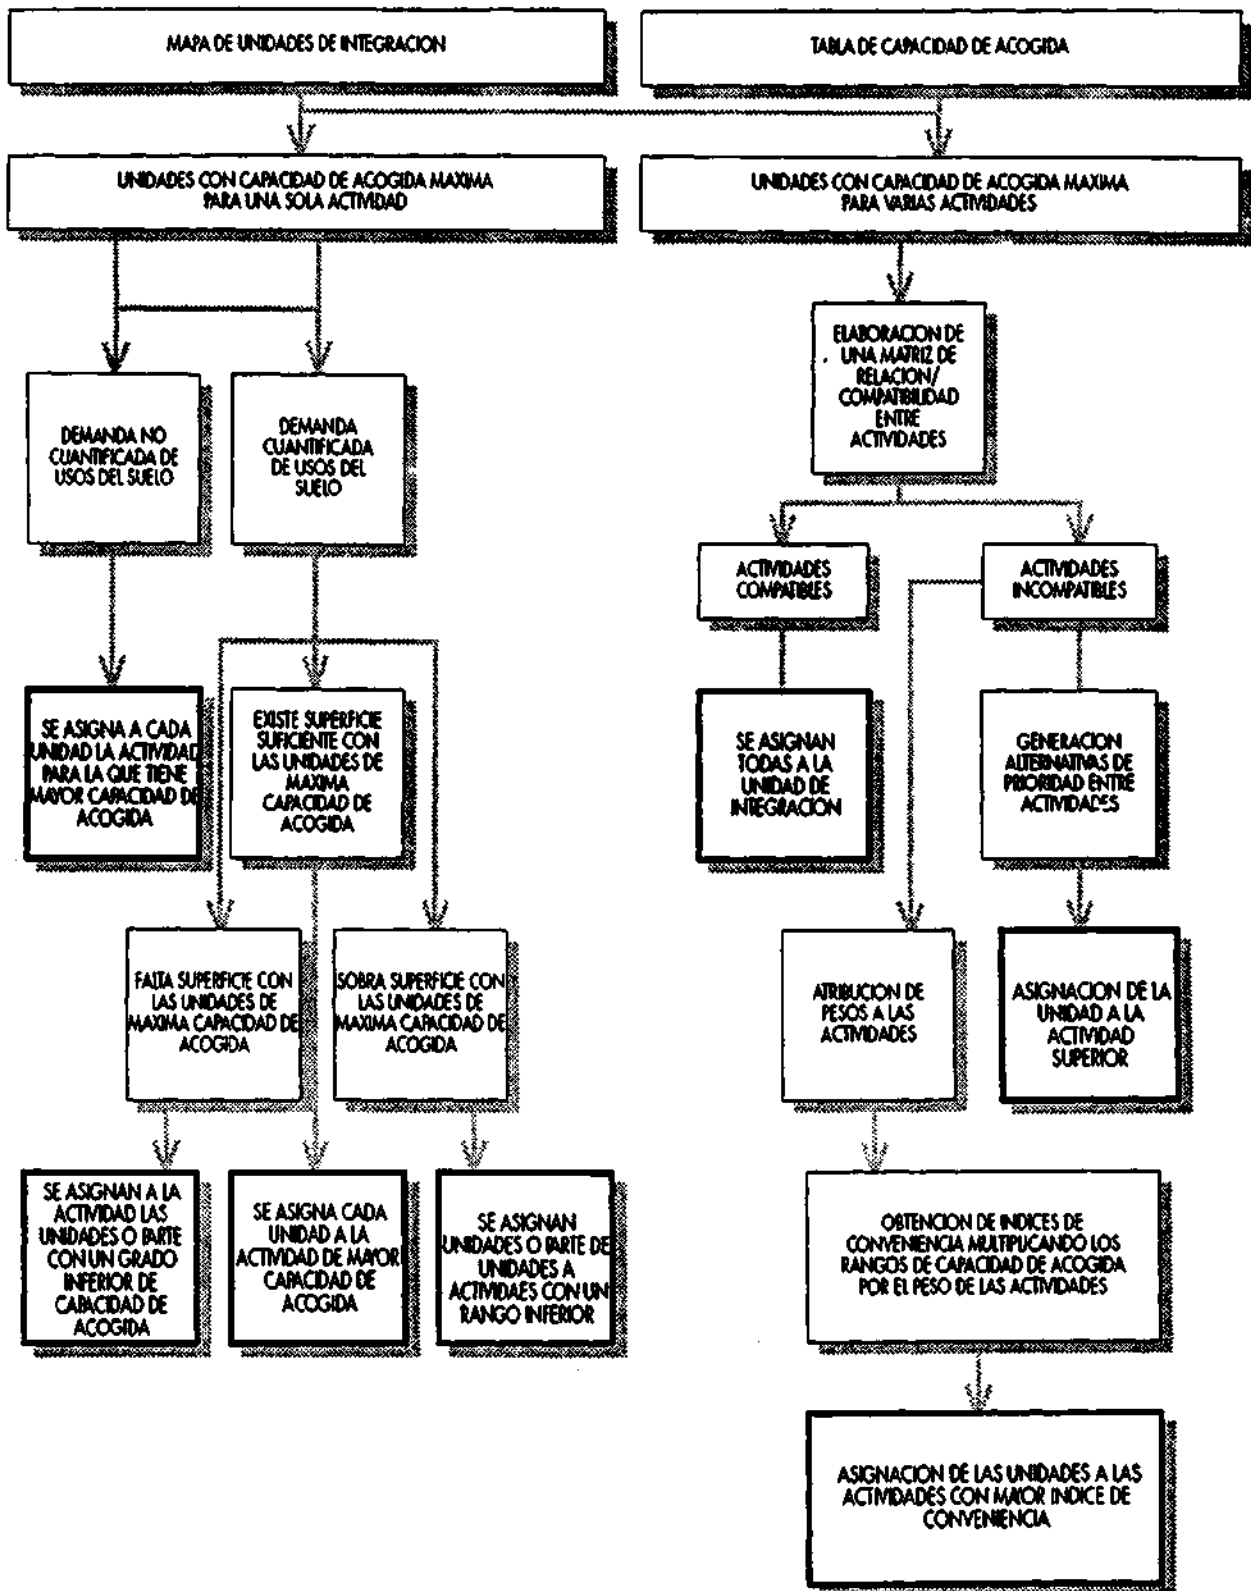 MAPA DE UNIDADES DE INTEGRACION
TABLA DE CAPACIDAD DE ACOGIDA
UNIDADES CON CAPACIDAD DE ACOGIDA MAXIMA
PARA UNA SOLA ACTIVIDAD
UNIDADES CON CAPACIDAD DE ACOGIDA MAXIMA
PARA VARIAS ACTIVIDADES
ELABORACION DE
UNA MATRIZ DE
RELACION/
COMPATIBILIDAD
ENTRE
ACTIVIDADES
DEMANDA NO
CUANTIFICADA DE
USOS DEL SUELO
DEMANDA
CUANTIFICADA
DE USOS DEL
SUELO
ACTIVIDADES
COMPATIBLES
ACTIVIDADES
INCOMPATIBLES
SE ASIGNA A CADA
UNIDAD LA ACTIVIDAD
PARA LA QUE TIENE
MAYOR CAPACIDAD DE
ACOGIDA
EXISTE SUPERFICIE
SUFICIENTE CON
LAS UNIDADES DE
MAXIMA
CAPACIDAD DE
ACOGIDA
SE ASIGNAN
TODAS A LA
UNIDAD DE
INTEGRACION
GENERACION
ALTERNATIVAS DE
PRIORIDAD ENTRE
ACTIVIDADES
FALTA SUPERFICIE CON
LAS UNIDADES DE
MAXIMA CAPACIDAD DE
ACOGIDA
SOBRA SUPERFICIE CON
LAS UNIDADES DE
MAXIMA CAPACIDAD DE
ACOGIDA
ATRIBUCION DE
PESOS A LAS
ACTIVIDADES
ASIGNACION DE LA
UNIDAD A LA
ACTIVIDAD
SUPERIOR
SE ASIGNAN A LA
ACTIVIDAD LAS
UNIDADES O PARTE
CON UN GRADO
INFERIOR DE
CAPACIDAD DE
ACOGIDA
SE ASIGNA CADA
UNIDAD A LA
ACTIVIDAD DE MAYOR
CAPACIDAD DE
ACOGIDA
SE ASIGNAN
UNIDADES O PARTE DE
UNIDADES A
ACTIVIDAES CON UN
RANGO INFERIOR
OBTENCION DE INDICES DE
CONVENIENCIA MULTIPLICANDO LOS
RANGOS DE CAPACIDAD DE ACOGIDA
POR EL PESO DE LAS ACTIVIDADES
ASIGNACION DE LAS UNIDADES A LAS
ACTIVIDADES CON MAYOR INDICE DE
CONVENIENCIA